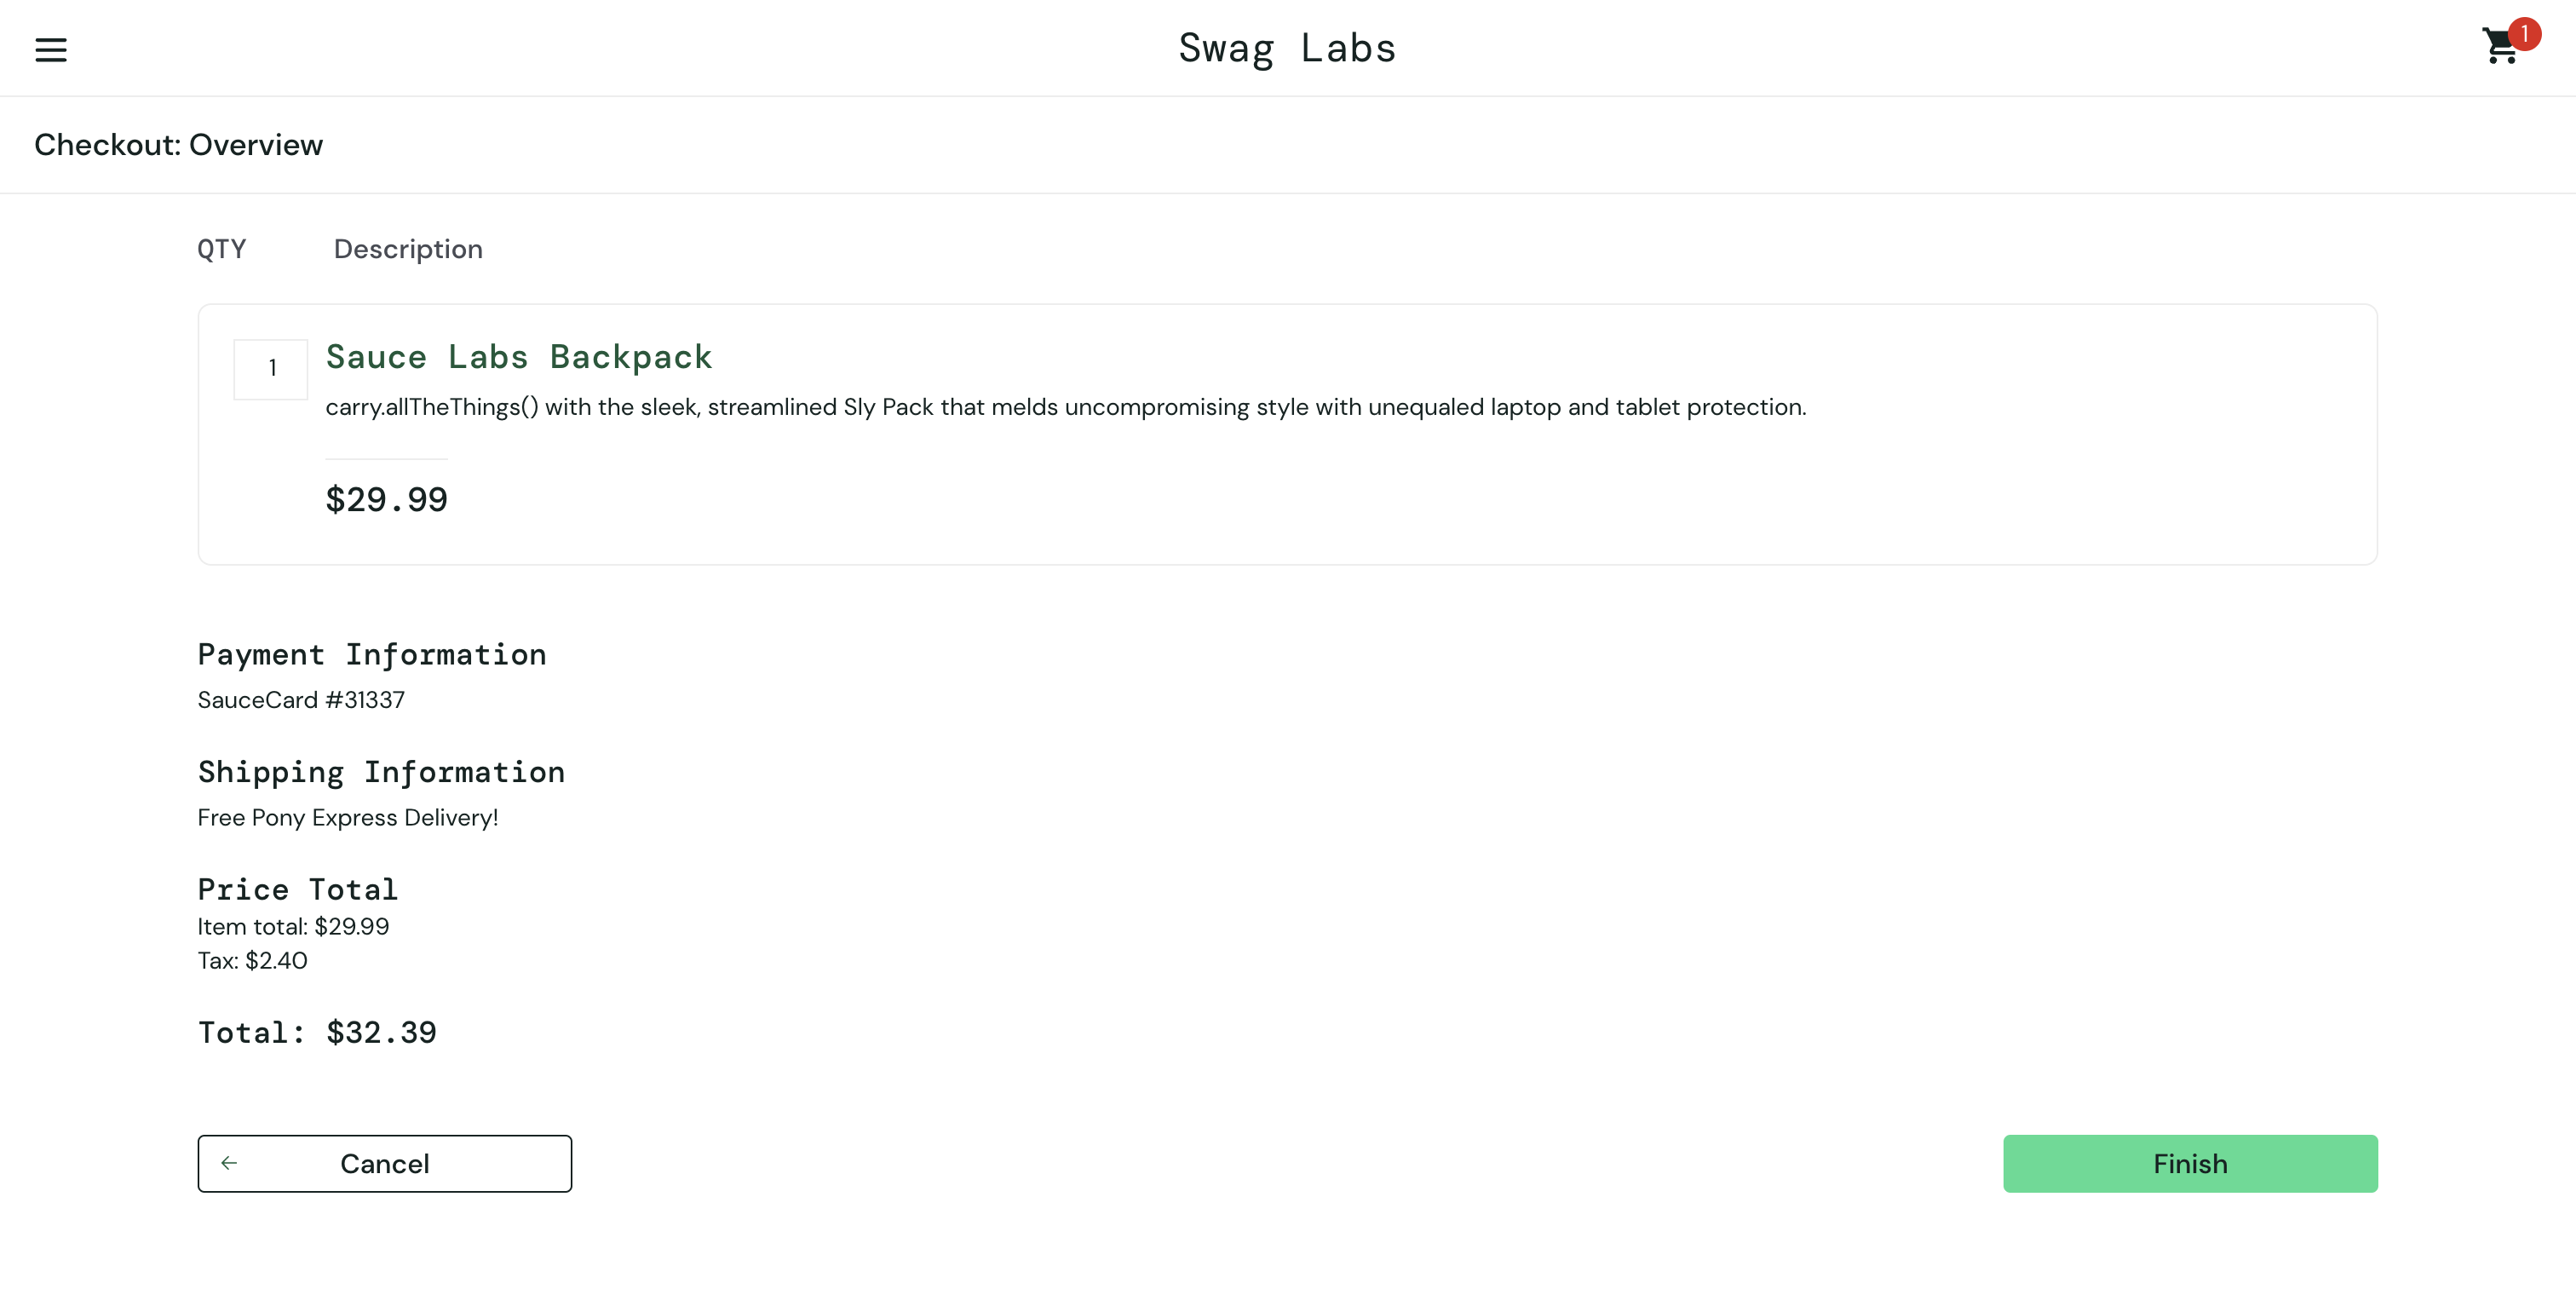 Swag Labs
1
Checkout: Overview
QTY Description
1
Sauce Labs Backpack
carry.allTheThings() with the sleek, streamlined Sly Pack that melds uncompromising style with unequaled laptop and tablet protection.
$29.99
Payment Information
SauceCard #31337
Shipping Information
Free Pony Express Delivery!
Price Total
Item total: $29.99
Tax: $2.40
Total: $32.39
Cancel
Finish